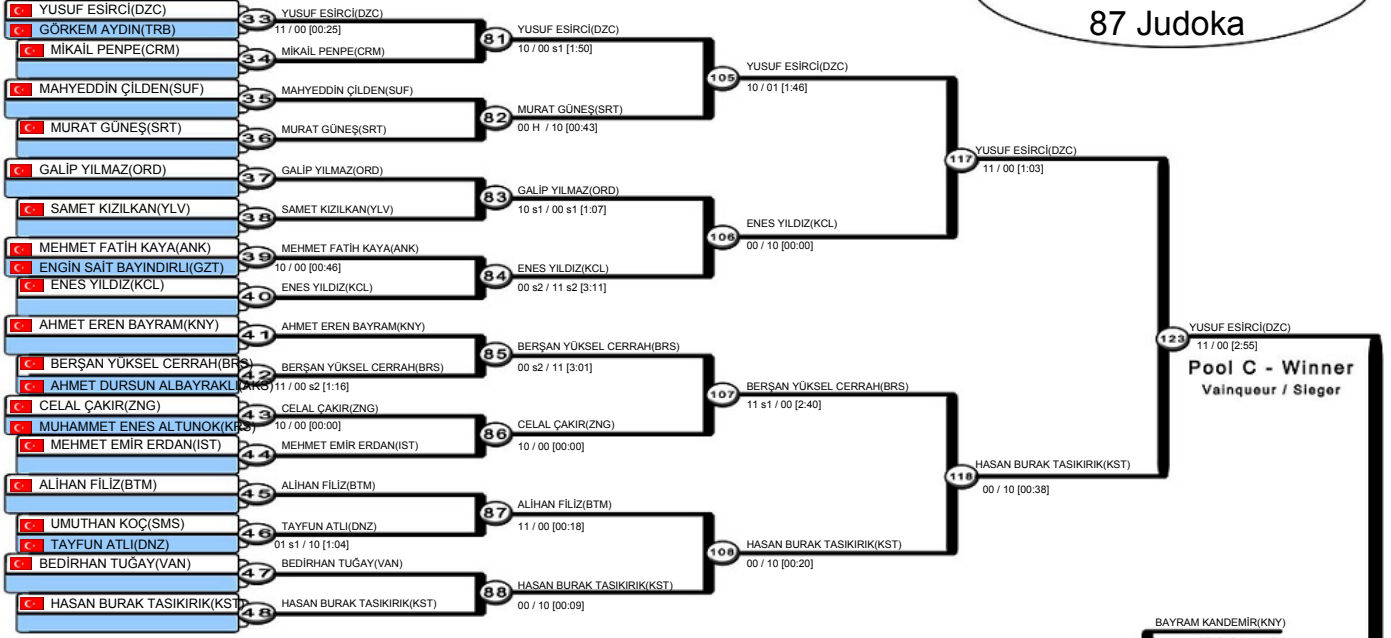 87 Judoka
YUSUF ESİRCİ(DZC)
GÖRKEM AYDIN(TRB)
33
YUSUF ESİRCİ(DZC)
11 / 00 [00:25]
MİKAİL PENPE(CRM)
34
MİKAİL PENPE(CRM)
81
YUSUF ESİRCİ(DZC)
10 / 00 s1 [1:50]
MAHYEDDİN ÇİLDEN(SUF)
35
MAHYEDDİN ÇİLDEN(SUF)
MURAT GÜNEŞ(SRT)
36
MURAT GÜNEŞ(SRT)
82
MURAT GÜNEŞ(SRT)
00 H / 10 [00:43]
105
YUSUF ESİRCİ(DZC)
10 / 01 [1:46]
GALİP YILMAZ(ORD)
37
GALİP YILMAZ(ORD)
SAMET KIZILKAN(YLV)
38
SAMET KIZILKAN(YLV)
83
GALİP YILMAZ(ORD)
10 s1 / 00 s1 [1:07]
MEHMET FATİH KAYA(ANK)
ENGİN SAİT BAYINDIRLI(GZT)
39
MEHMET FATİH KAYA(ANK)
10 / 00 [00:46]
ENES YILDIZ(KCL)
40
ENES YILDIZ(KCL)
84
ENES YILDIZ(KCL)
00 s2 / 11 s2 [3:11]
106
ENES YILDIZ(KCL)
00 / 10 [00:00]
117
YUSUF ESİRCİ(DZC)
11 / 00 [1:03]
AHMET EREN BAYRAM(KNY)
41
AHMET EREN BAYRAM(KNY)
BERŞAN YÜKSEL CERRAH(BRS)
AHMET DURSUN ALBAYRAKLI(AKS)
42
BERŞAN YÜKSEL CERRAH(BRS)
11 / 00 s2 [1:16]
85
BERŞAN YÜKSEL CERRAH(BRS)
00 s2 / 11 [3:01]
CELAL ÇAKIR(ZNG)
MUHAMMET ENES ALTUNOK(KRS)
43
CELAL ÇAKIR(ZNG)
10 / 00 [00:00]
MEHMET EMİR ERDAN(IST)
44
MEHMET EMİR ERDAN(IST)
86
CELAL ÇAKIR(ZNG)
10 / 00 [00:00]
107
BERŞAN YÜKSEL CERRAH(BRS)
11 s1 / 00 [2:40]
ALİHAN FİLİZ(BTM)
45
ALİHAN FİLİZ(BTM)
UMUTHAN KOÇ(SMS)
TAYFUN ATLI(DNZ)
46
TAYFUN ATLI(DNZ)
01 s1 / 10 [1:04]
87
ALİHAN FİLİZ(BTM)
11 / 00 [00:18]
BEDİRHAN TUĞAY(VAN)
47
BEDİRHAN TUĞAY(VAN)
HASAN BURAK TASIKIRIK(KST)
48
HASAN BURAK TASIKIRIK(KST)
88
HASAN BURAK TASIKIRIK(KST)
00 / 10 [00:09]
108
HASAN BURAK TASIKIRIK(KST)
00 / 10 [00:20]
118
HASAN BURAK TASIKIRIK(KST)
00 / 10 [00:38]
123
YUSUF ESİRCİ(DZC)
11 / 00 [2:55]
Pool C - Winner
Vainqueur / Sieger
BAYRAM KANDEMİR(KNY)